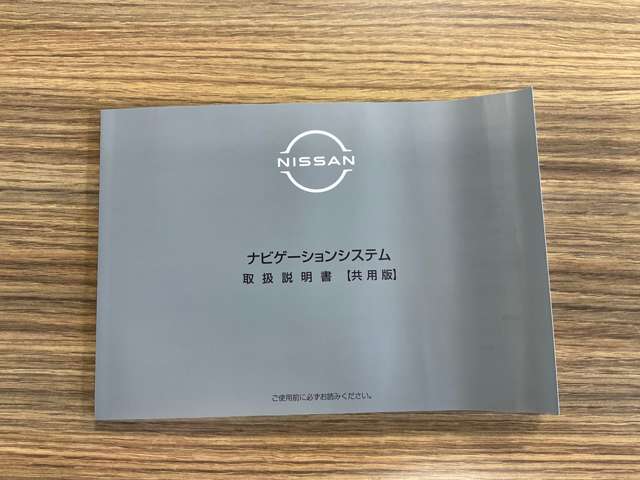 NISSAN
ナビゲーションシステム
取扱説明書【共用版】
ご使用前に必ずお読みください。